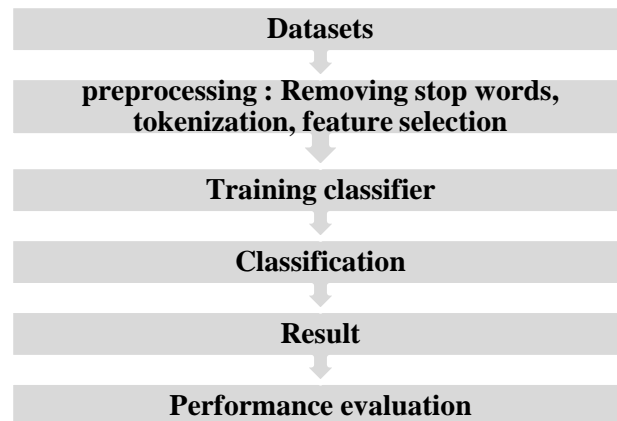 Datasets
preprocessing : Removing stop words,
tokenization, feature selection
Training classifier
Classification
Result
Performance evaluation